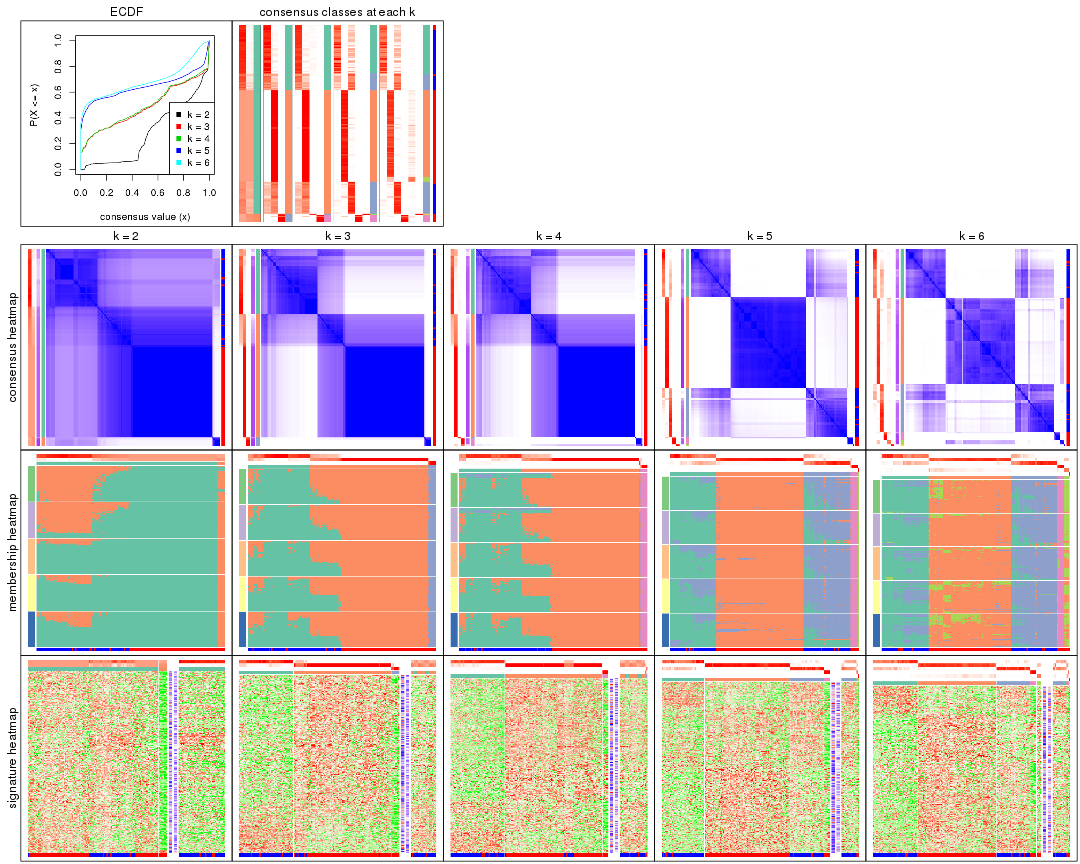 ECDF
consensus classes at each k
P(X <= x)
0.0
0.2
0.4
0.6
0.8
1.0
k = 2
k = 3
k = 4
k = 5
k = 6
0.0 0.2 0.4 0.6 0.8 1.0
consensus value (x)
k = 2
k = 3
k = 4
k = 5
k = 6
consensus heatmap
membership heatmap
signature heatmap